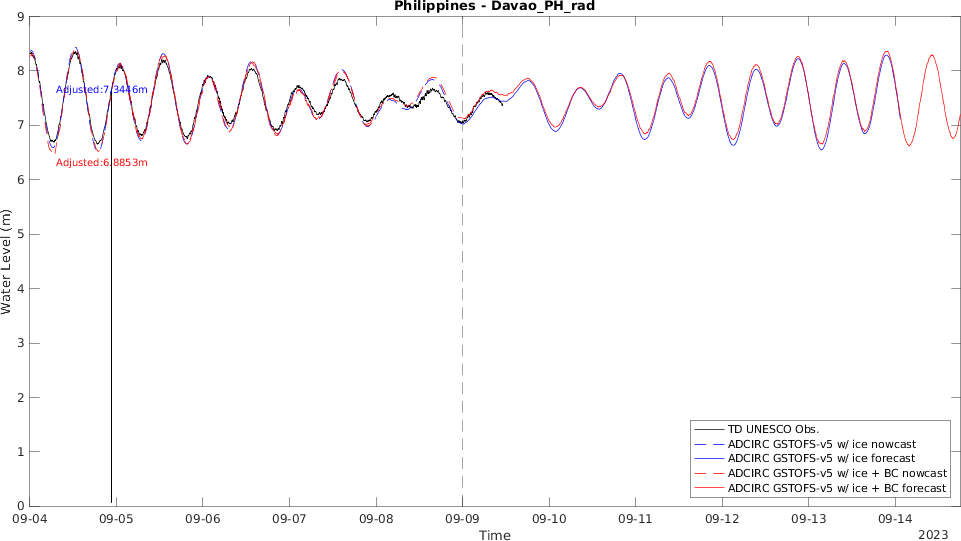 Philippines - Davao_PH_rad
Water Level (m)
9
8
7
6
5
4
3
2
1
0
Adjusted:7.3446m
Adjusted:6.8853m
TD UNESCO Obs.
ADCIRC GSTOFS-v5 w/ ice nowcast
ADCIRC GSTOFS-v5 w/ ice forecast
ADCIRC GSTOFS-v5 w/ ice + BC nowcast
ADCIRC GSTOFS-v5 w/ ice + BC forecast
09-04 09-05 09-06 09-07 09-08 09-09 09-10 09-11 09-12 09-13 09-14
Time
2023